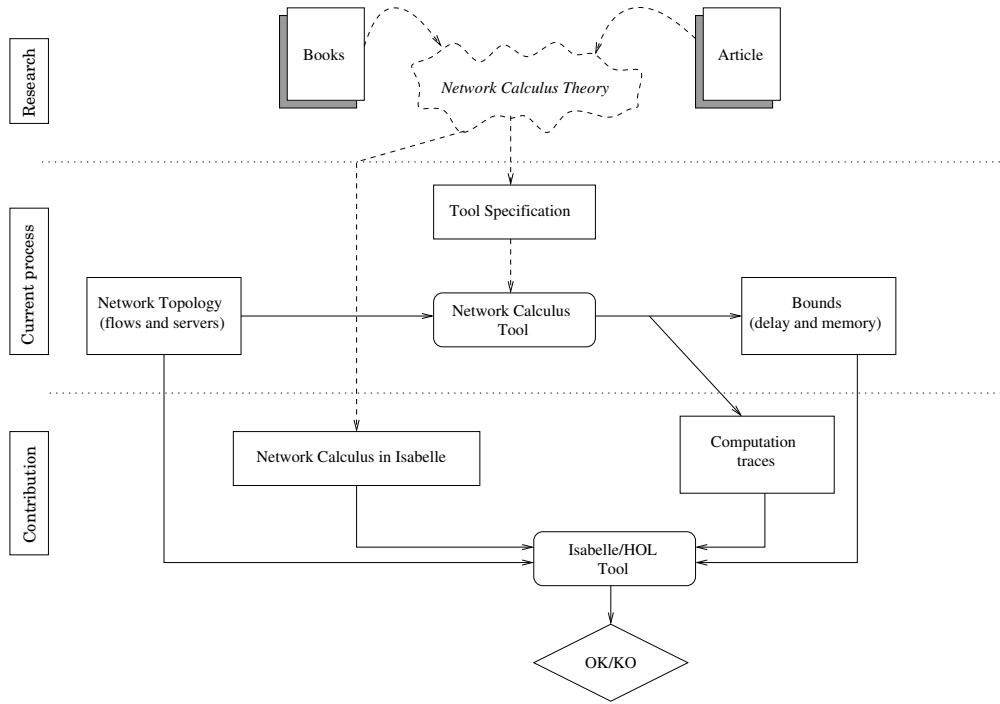 Research
Books
Network Calculus Theory
Article
Current process
Tool Specification
Network Topology
(flows and servers)
Network Calculus
Tool
Bounds
(delay and memory)
Contribution
Network Calculus in Isabelle
Computation
traces
Isabelle/HOL
Tool
OK/KO